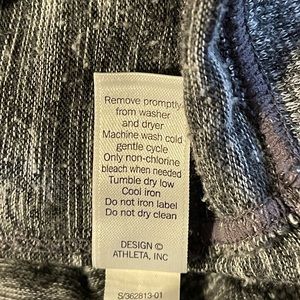 Remove promptly
from washer
and dryer
Machine wash cold
gentle cycle
Only non-chlorine
bleach when needed
Tumble dry low
Cool iron
Do not iron label
Do not dry clean
DESIGN ©
ATHLETA, INC
S/362813-01